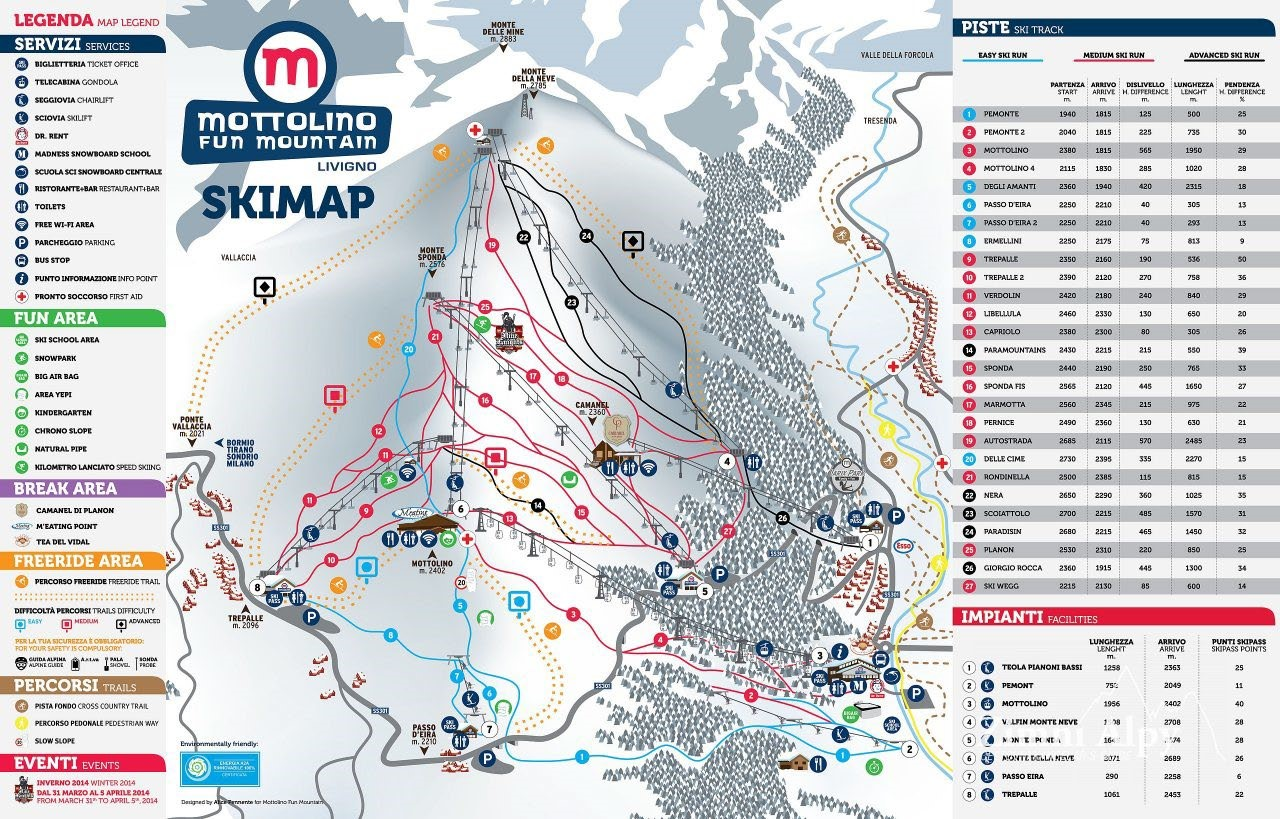 LEGENDA MAP LEGEND
SERVIZI SERVICES
BIGLIETTERIA TICKET OFFICE
TELECABINA GONDOLA
SEGGIOVIA CHAIRLIFT
SCIOVIA SKILIFT
DR. RENT
MADNESS SNOWBOARD SCHOOL
SCUOLA SCI SNOWBOARD CENTRALE
RISTORANTE+BAR RESTAURANT+BAR
TOILETS
FREE WI-FI AREA
PARCHEGGIO PARKING
BUS STOP
PUNTO INFORMAZIONE INFO POINT
PRONTO SOCCORSO FIRST AID
FUN AREA
SKI SCHOOL AREA
SNOWPARK
BIG AIR BAG
AREA YEPI
KINDERGARTEN
CHRONO SLOPE
NATURAL PIPE
KILOMETRO LANCIATO SPEED SKIING
BREAK AREA
CAMANEL DI PLANON
M'EATING POINT
TEA DEL VIDAL
FREERIDE AREA
PERCORSO FREERIDE FREERIDE TRAIL
DIFFICOLTÀ PERCORSI TRAILS DIFFICULTY
EASY MEDIUM ADVANCED
PER LA TUA SICUREZZA È OBBLIGATORIO:
FOR YOUR SAFETY IS COMPULSORY:
GUIDA ALPINA ALPINE GUIDE
A.R.T.VA
PALA SHOVEL
SONDA PROBE
PERCORSI TRAILS
PISTA FONDO CROSS COUNTRY TRAIL
PERCORSO PEDONALE PEDESTRIAN WAY
SLOW SLOPE
EVENTI EVENTS
INVERNO 2014 WINTER 2014
DAL 31 MARZO AL 5 APRILE 2014
FROM MARCH 31TH TO APRIL 5TH, 2014
m
MOTTOLINO
FUN MOUNTAIN
LIVIGNO
SKIMAP
MONTE
DELLE MINE
m. 2883
MONTE
DELLA NEVE
m. 2785
VALLE DELLA FORCOLA
TRESENDA
VALLACCIA
MONTE
SPONDA
m. 2576
CAMANEL
m. 2360
PONTE
VALLACCIA
m. 2021
BORMIO
TIRANO
SONDRIO
MILANO
SS301
M'eating
MOTTOLINO
m. 2402
TREPALLE
m. 2096
SS301
SS301
SS301
SS301
PASSO
D'EIRA
m. 2210
Esso
Environmentally friendly:
ENERGIA A2A
RINNOVABILE 100%
CERTIFICATA
Designed by Alice Pennente for Mottolino Fun Mountain
PISTE SKI TRACK
EASY SKI RUN MEDIUM SKI RUN ADVANCED SKI RUN
PARTENZA ARRIVO DISLIVELLO LUNGHEZZA PENDENZA
START ARRIVE H. DIFFERENCE LENGHT H. DIFFERENCE
m. m. m. m. %
1 PEMONTE 1940 1815 125 500 25
2 PEMONTE 2 2040 1815 225 735 30
3 MOTTOLINO 2380 1815 565 1950 29
4 MOTTOLINO 4 2115 1830 285 1020 28
5 DEGLI AMANTI 2360 1940 420 2315 18
6 PASSO D'EIRA 2250 2210 40 305 13
7 PASSO D'EIRA 2 2250 2210 40 293 13
8 ERMELLINI 2250 2175 75 813 9
9 TREPALLE 2350 2160 190 536 50
10 TREPALLE 2 2390 2120 270 758 36
11 VERDOLIN 2420 2180 240 840 29
12 LIBELLULA 2460 2330 130 650 20
13 CAPRIOLO 2380 2300 80 305 26
14 PARAMOUNTAINS 2430 2215 215 550 39
15 SPONDA 2440 2190 250 765 33
16 SPONDA FIS 2565 2120 445 1650 27
17 MARMOTTA 2560 2345 215 975 22
18 PERNICE 2490 2360 130 630 21
19 AUTOSTRADA 2685 2115 570 2485 23
20 DELLE CIME 2730 2395 335 2270 15
21 RONDINELLA 2500 2385 115 815 15
22 NERA 2650 2290 360 1025 35
23 SCOIATTOLO 2700 2215 485 1570 31
24 PARADISIN 2680 2215 465 1450 32
25 PLANON 2530 2310 220 850 25
26 GIORGIO ROCCA 2360 1915 445 1300 34
27 SKI WEGG 2215 2130 85 600 14
IMPIANTI FACILITIES
LUNGHEZZA ARRIVO PUNTI SKIPASS
LENGHT ARRIVE SKIPASS POINTS
m. m.
1 TEOLA PIANONI BASSI 1258 2363 25
2 PEMONT 2049 11
3 MOTTOLINO 1956 2402 40
4 VALFIN MONTE NEVE 2708 28
5 MONTE SPONDA 28
6 MONTE DELLA NEVE 2689 26
7 PASSO EIRA 290 2258 6
8 TREPALLE 1061 2453 22